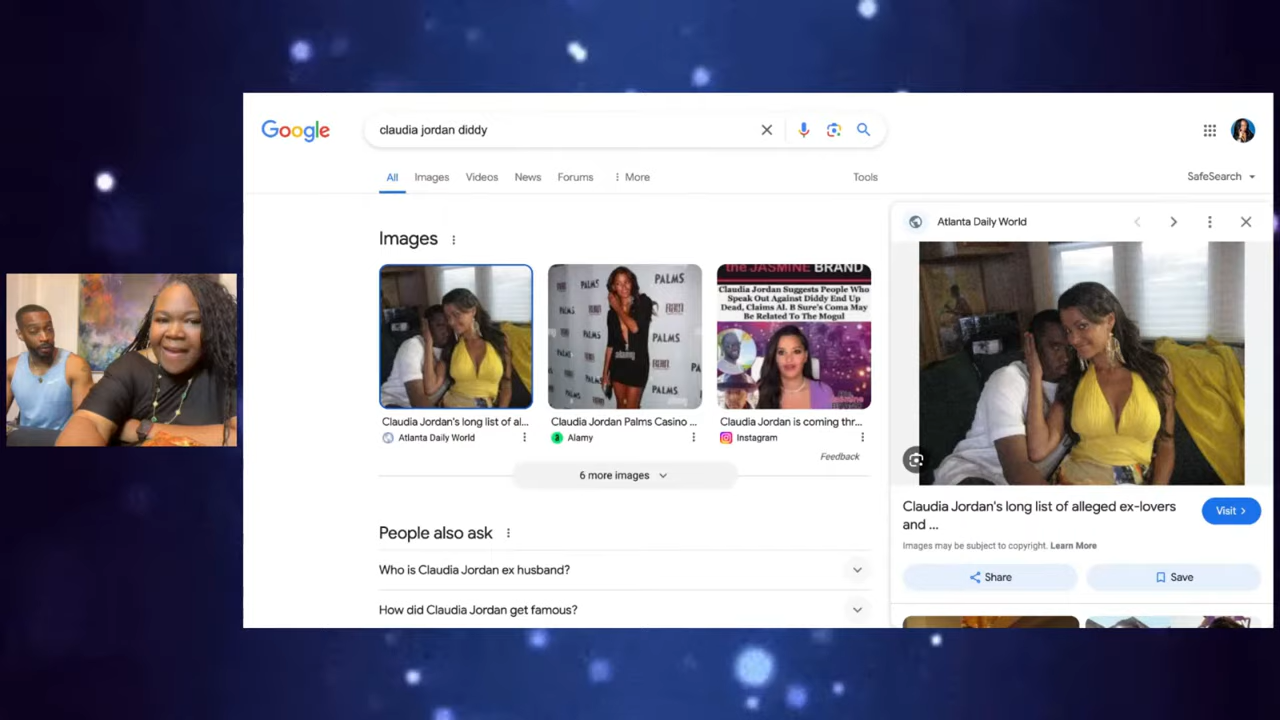 Google
claudia jordan diddy
All Images Videos News Forums More Tools
SafeSearch
Images
Atlanta Daily World
PALMS
PALMS
PALMS
PALMS
alamy
the JASMINE BRAND
Claudia Jordan Suggests People Who
Speak Out Against Diddy End Up
Dead, Claims Al. B Sure's Coma May
Be Related To The Mogul
Claudia Jordan's long list of al...
Atlanta Daily World
Claudia Jordan Palms Casino ...
a Alamy
Claudia Jordan is coming thr...
Instagram
Feedback
6 more images
Claudia Jordan's long list of alleged ex-lovers
and ...
Visit
Images may be subject to copyright. Learn More
Share
Save
People also ask
Who is Claudia Jordan ex husband?
How did Claudia Jordan get famous?